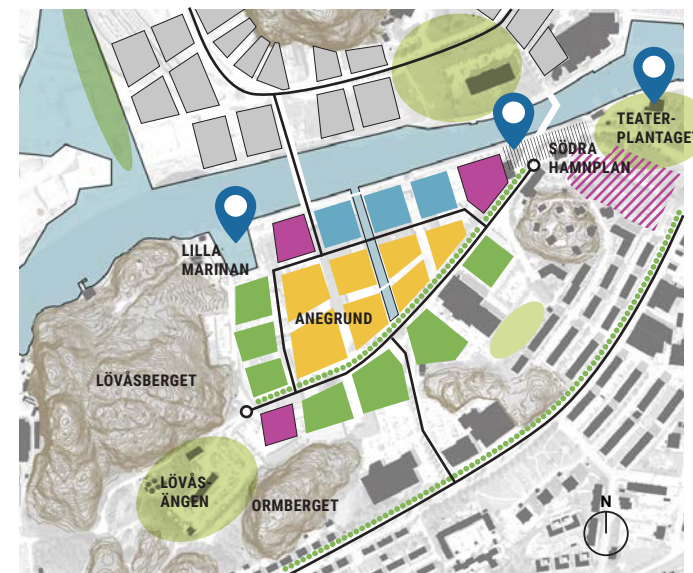 TEATER-
PLANTAGET
SÖDRA
HAMNPLAN
LILLA
MARINAN
ANEGRUND
LÖVÅSBERGET
LÖVÅS-
ÄNGEN
ORMBERGET
N